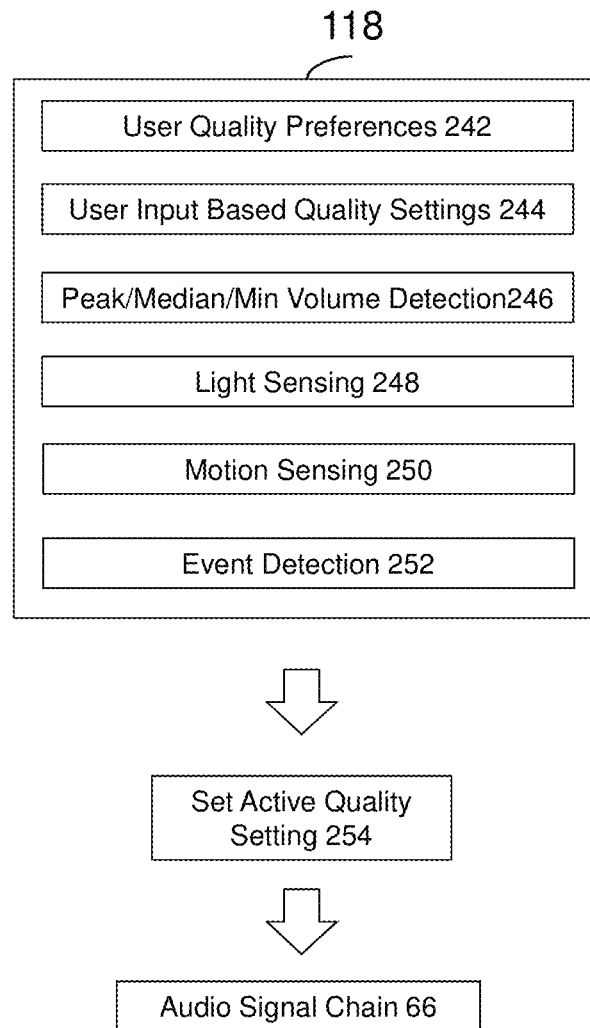 118
User Quality Preferences 242
User Input Based Quality Settings 244
Peak/Median/Min Volume Detection246
Light Sensing 248
Motion Sensing 250
Event Detection 252
Set Active Quality
Setting 254
Audio Signal Chain 66